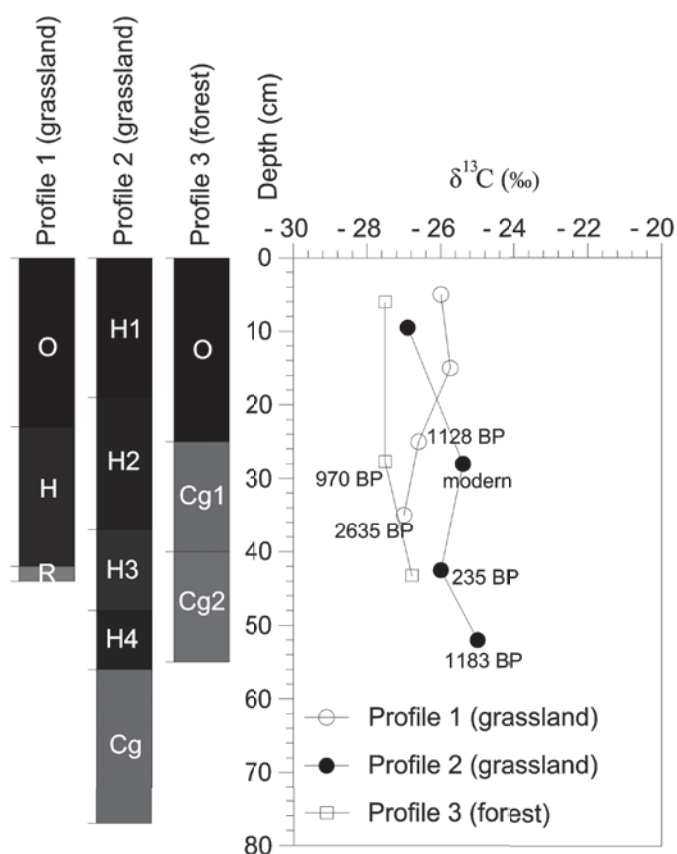 Profile 1 (grassland)
Profile 2 (grassland)
Profile 3 (forest)
Depth (cm)
δ¹³C (‰)
- 30 - 28 - 26 - 24 - 22 - 20
0
10
20
30
40
50
60
70
80
O
H
R
H1
H2
H3
H4
Cg
O
Cg1
Cg2
1128 BP
modern
970 BP
2635 BP
235 BP
1183 BP
Profile 1 (grassland)
Profile 2 (grassland)
Profile 3 (forest)